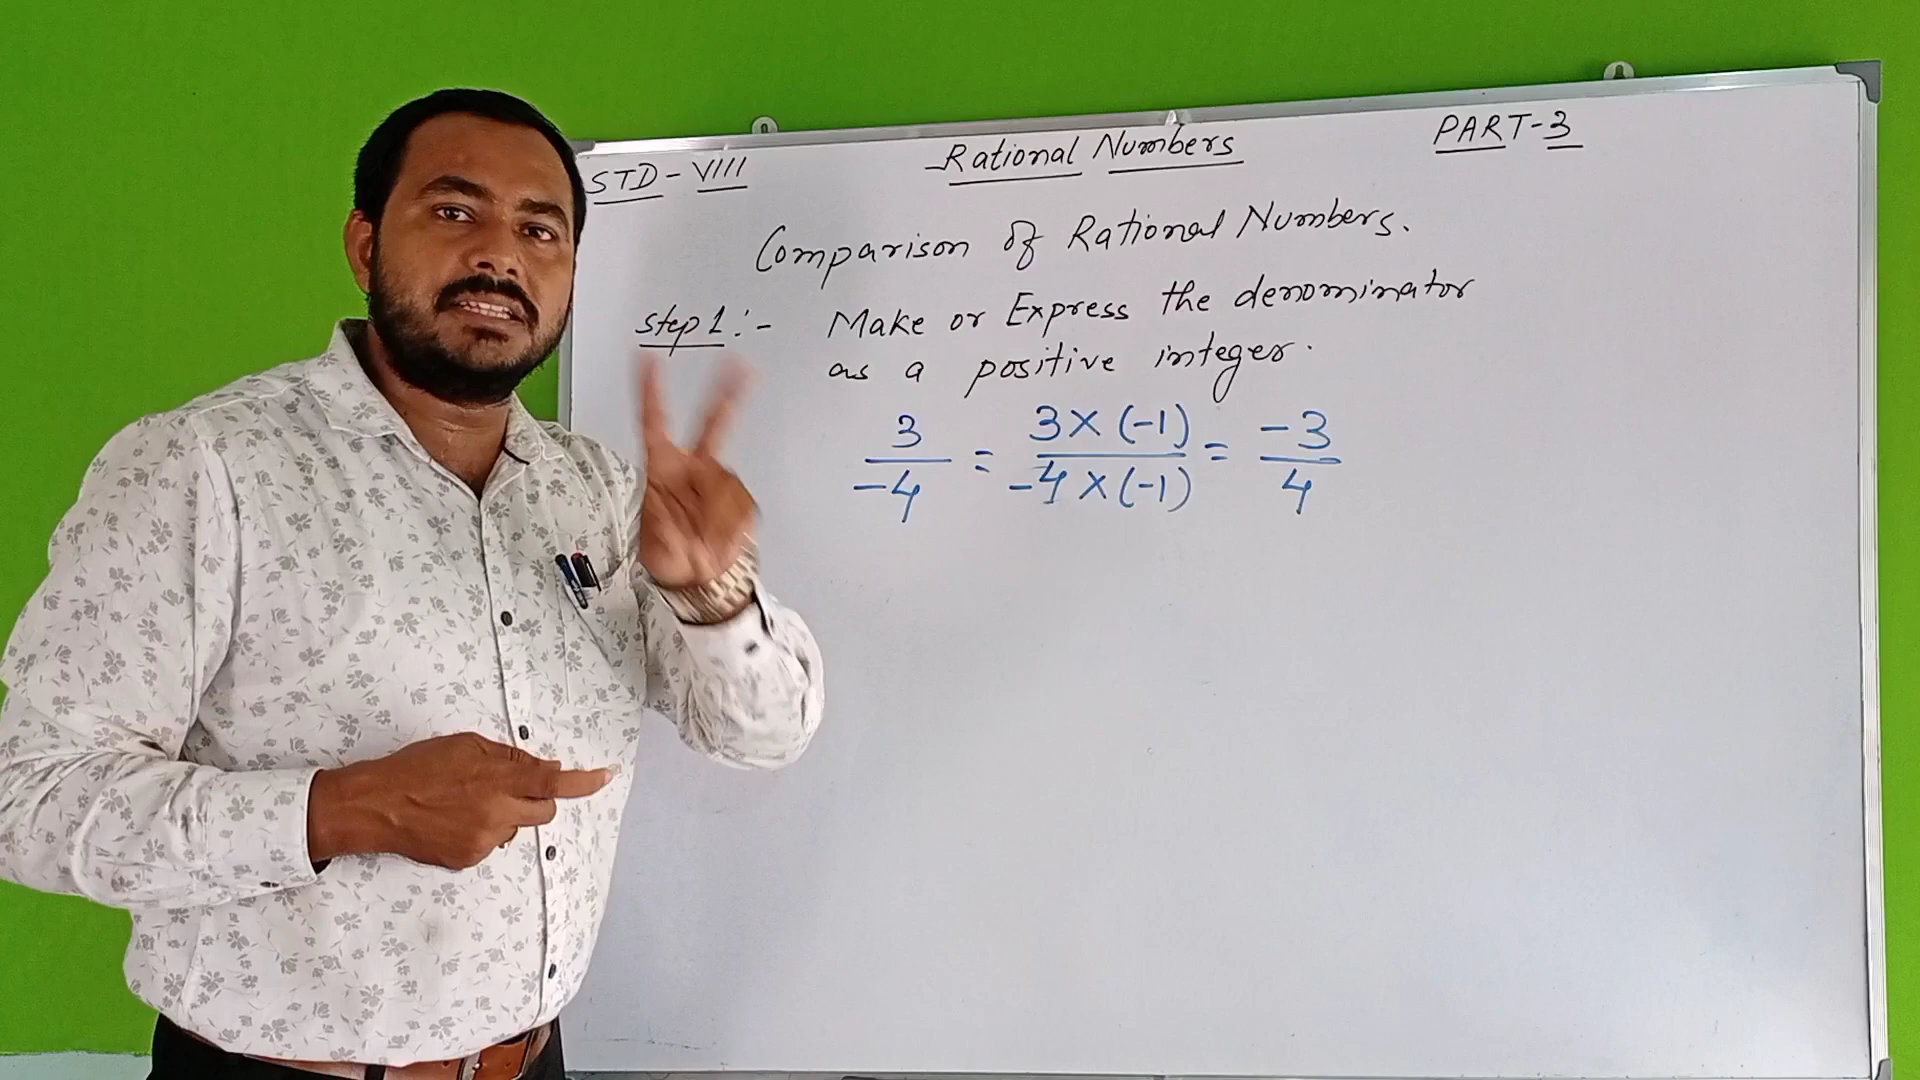 STD-VIII
Rational Numbers
PART-3
Comparison of Rational Numbers.
Step 1:- Make or Express the denominator
as a positive integer.
3/-4 = 3×(-1)/-4×(-1) = -3/4